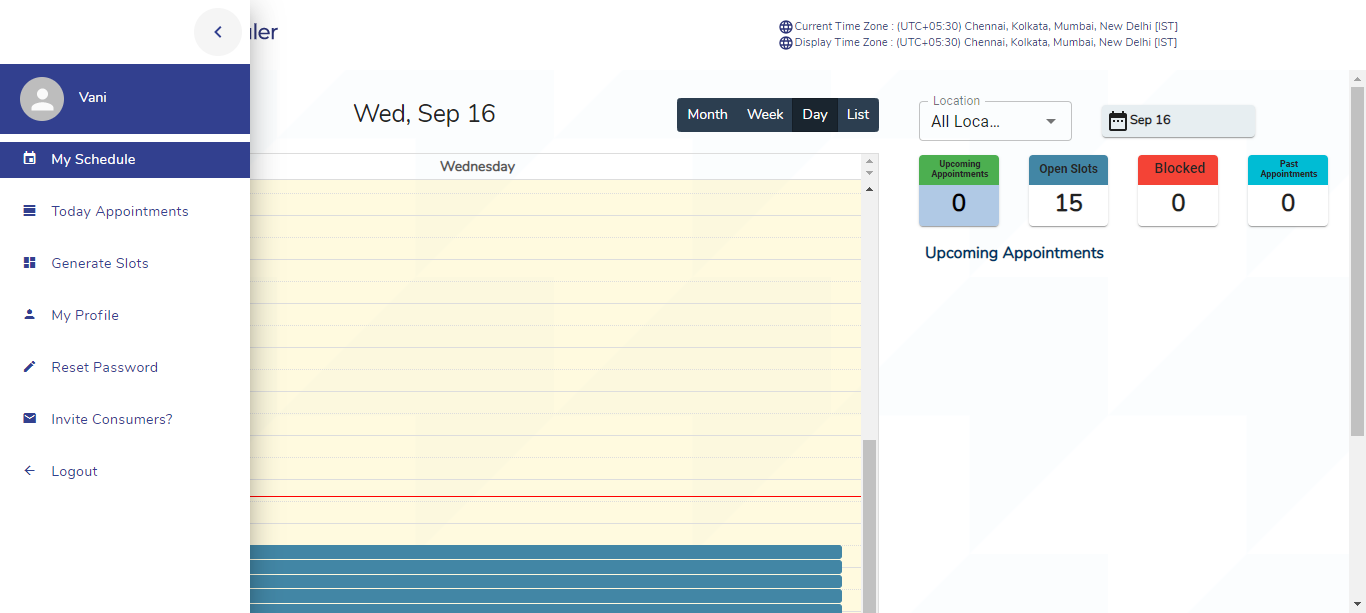 ler
Current Time Zone : (UTC+05:30) Chennai, Kolkata, Mumbai, New Delhi [IST]
Display Time Zone : (UTC+05:30) Chennai, Kolkata, Mumbai, New Delhi [IST]
Vani
My Schedule
Today Appointments
Generate Slots
My Profile
Reset Password
Invite Consumers?
Logout
Wed, Sep 16
Month Week Day List
Wednesday
Location
All Loca...
Sep 16
Upcoming
Appointments
0
Open Slots
15
Blocked
0
Past
Appointments
0
Upcoming Appointments